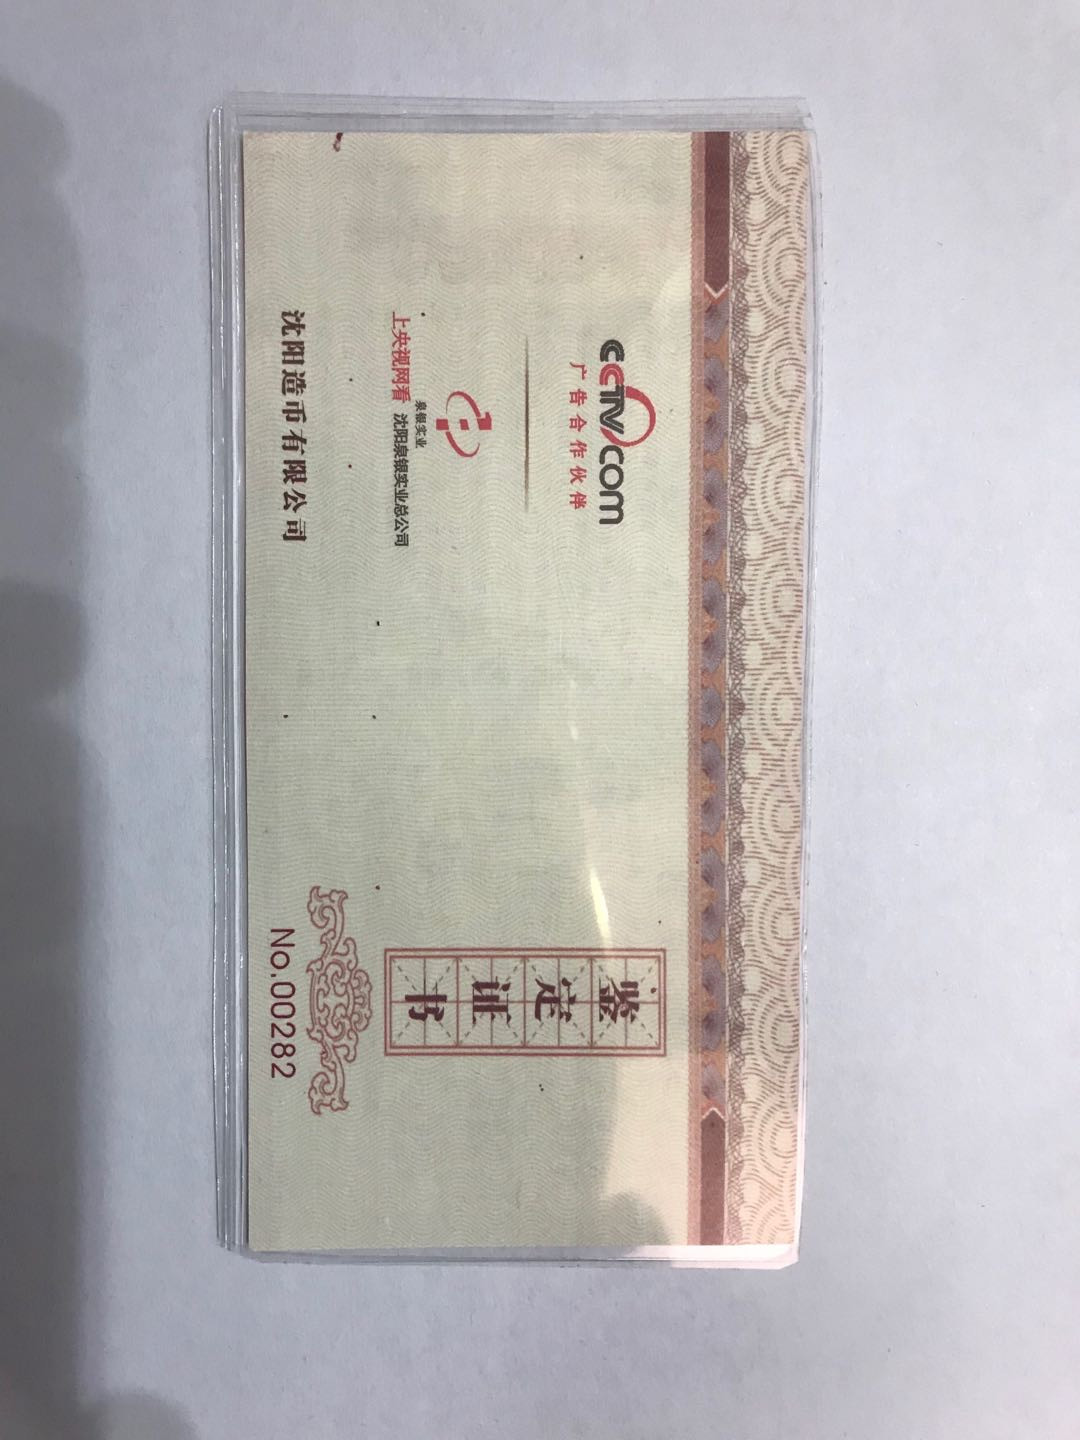 CCTV.com
广告合作伙伴
泉银实业
上央视网看 沈阳泉银实业总公司
沈阳造币有限公司
鉴定证书
No.00282